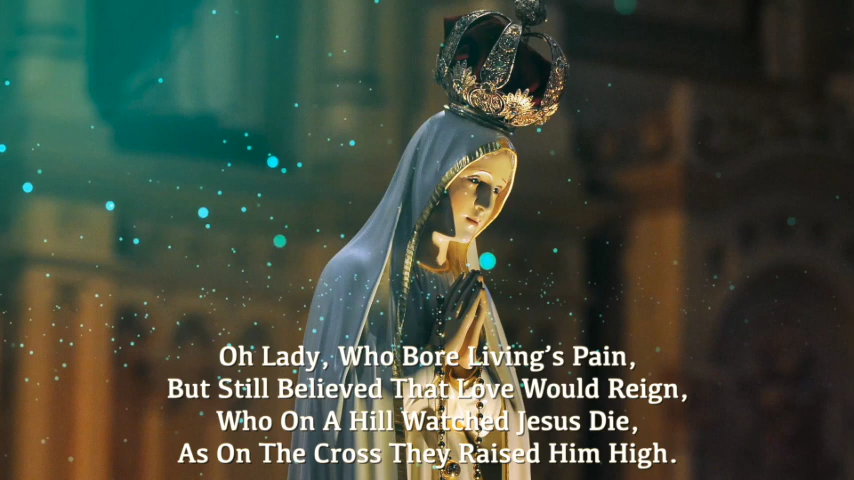 Oh Lady, Who Bore Living’s Pain,
But Still Believed That Love Would Reign,
Who On A Hill Watched Jesus Die,
As On The Cross They Raised Him High.